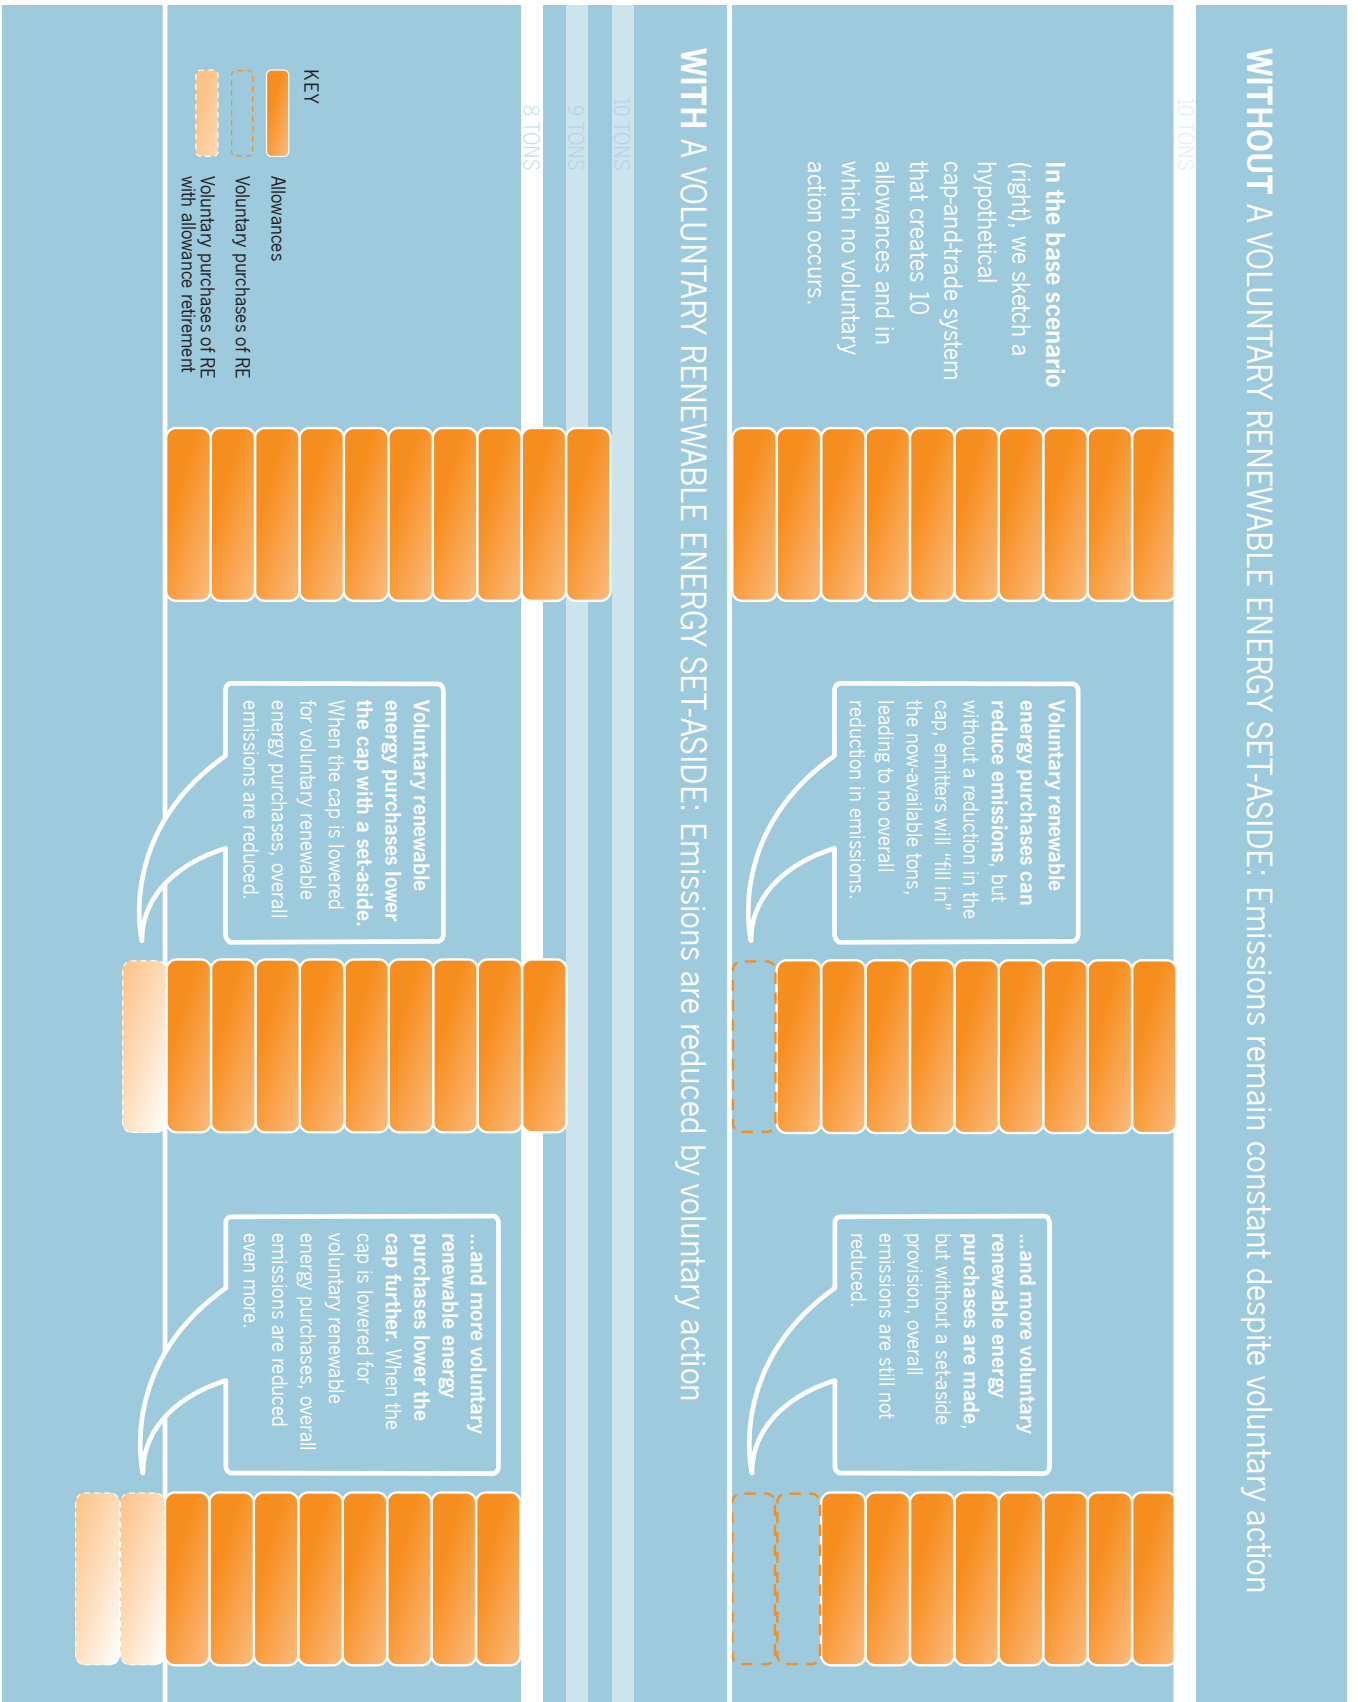 WITHOUT A VOLUNTARY RENEWABLE ENERGY SET-ASIDE: Emissions remain constant despite voluntary action
10 TONS
In the base scenario
(right), we sketch a
hypothetical
cap-and-trade system
that creates 10
allowances and in
which no voluntary
action occurs.
Voluntary renewable
energy purchases can
reduce emissions, but
without a reduction in the
cap, emitters will “fill in”
the now-available tons,
leading to no overall
reduction in emissions.
...and more voluntary
renewable energy
purchases are made,
but without a set-aside
provision, overall
emissions are still not
reduced.
WITH A VOLUNTARY RENEWABLE ENERGY SET-ASIDE: Emissions are reduced by voluntary action
10 TONS
9 TONS
8 TONS
KEY
Allowances
Voluntary purchases of RE
Voluntary purchases of RE
with allowance retirement
Voluntary renewable
energy purchases lower
the cap with a set-aside.
When the cap is lowered
for voluntary renewable
energy purchases, overall
emissions are reduced.
...and more voluntary
renewable energy
purchases lower the
cap further. When the
cap is lowered for
voluntary renewable
energy purchases, overall
emissions are reduced
even more.